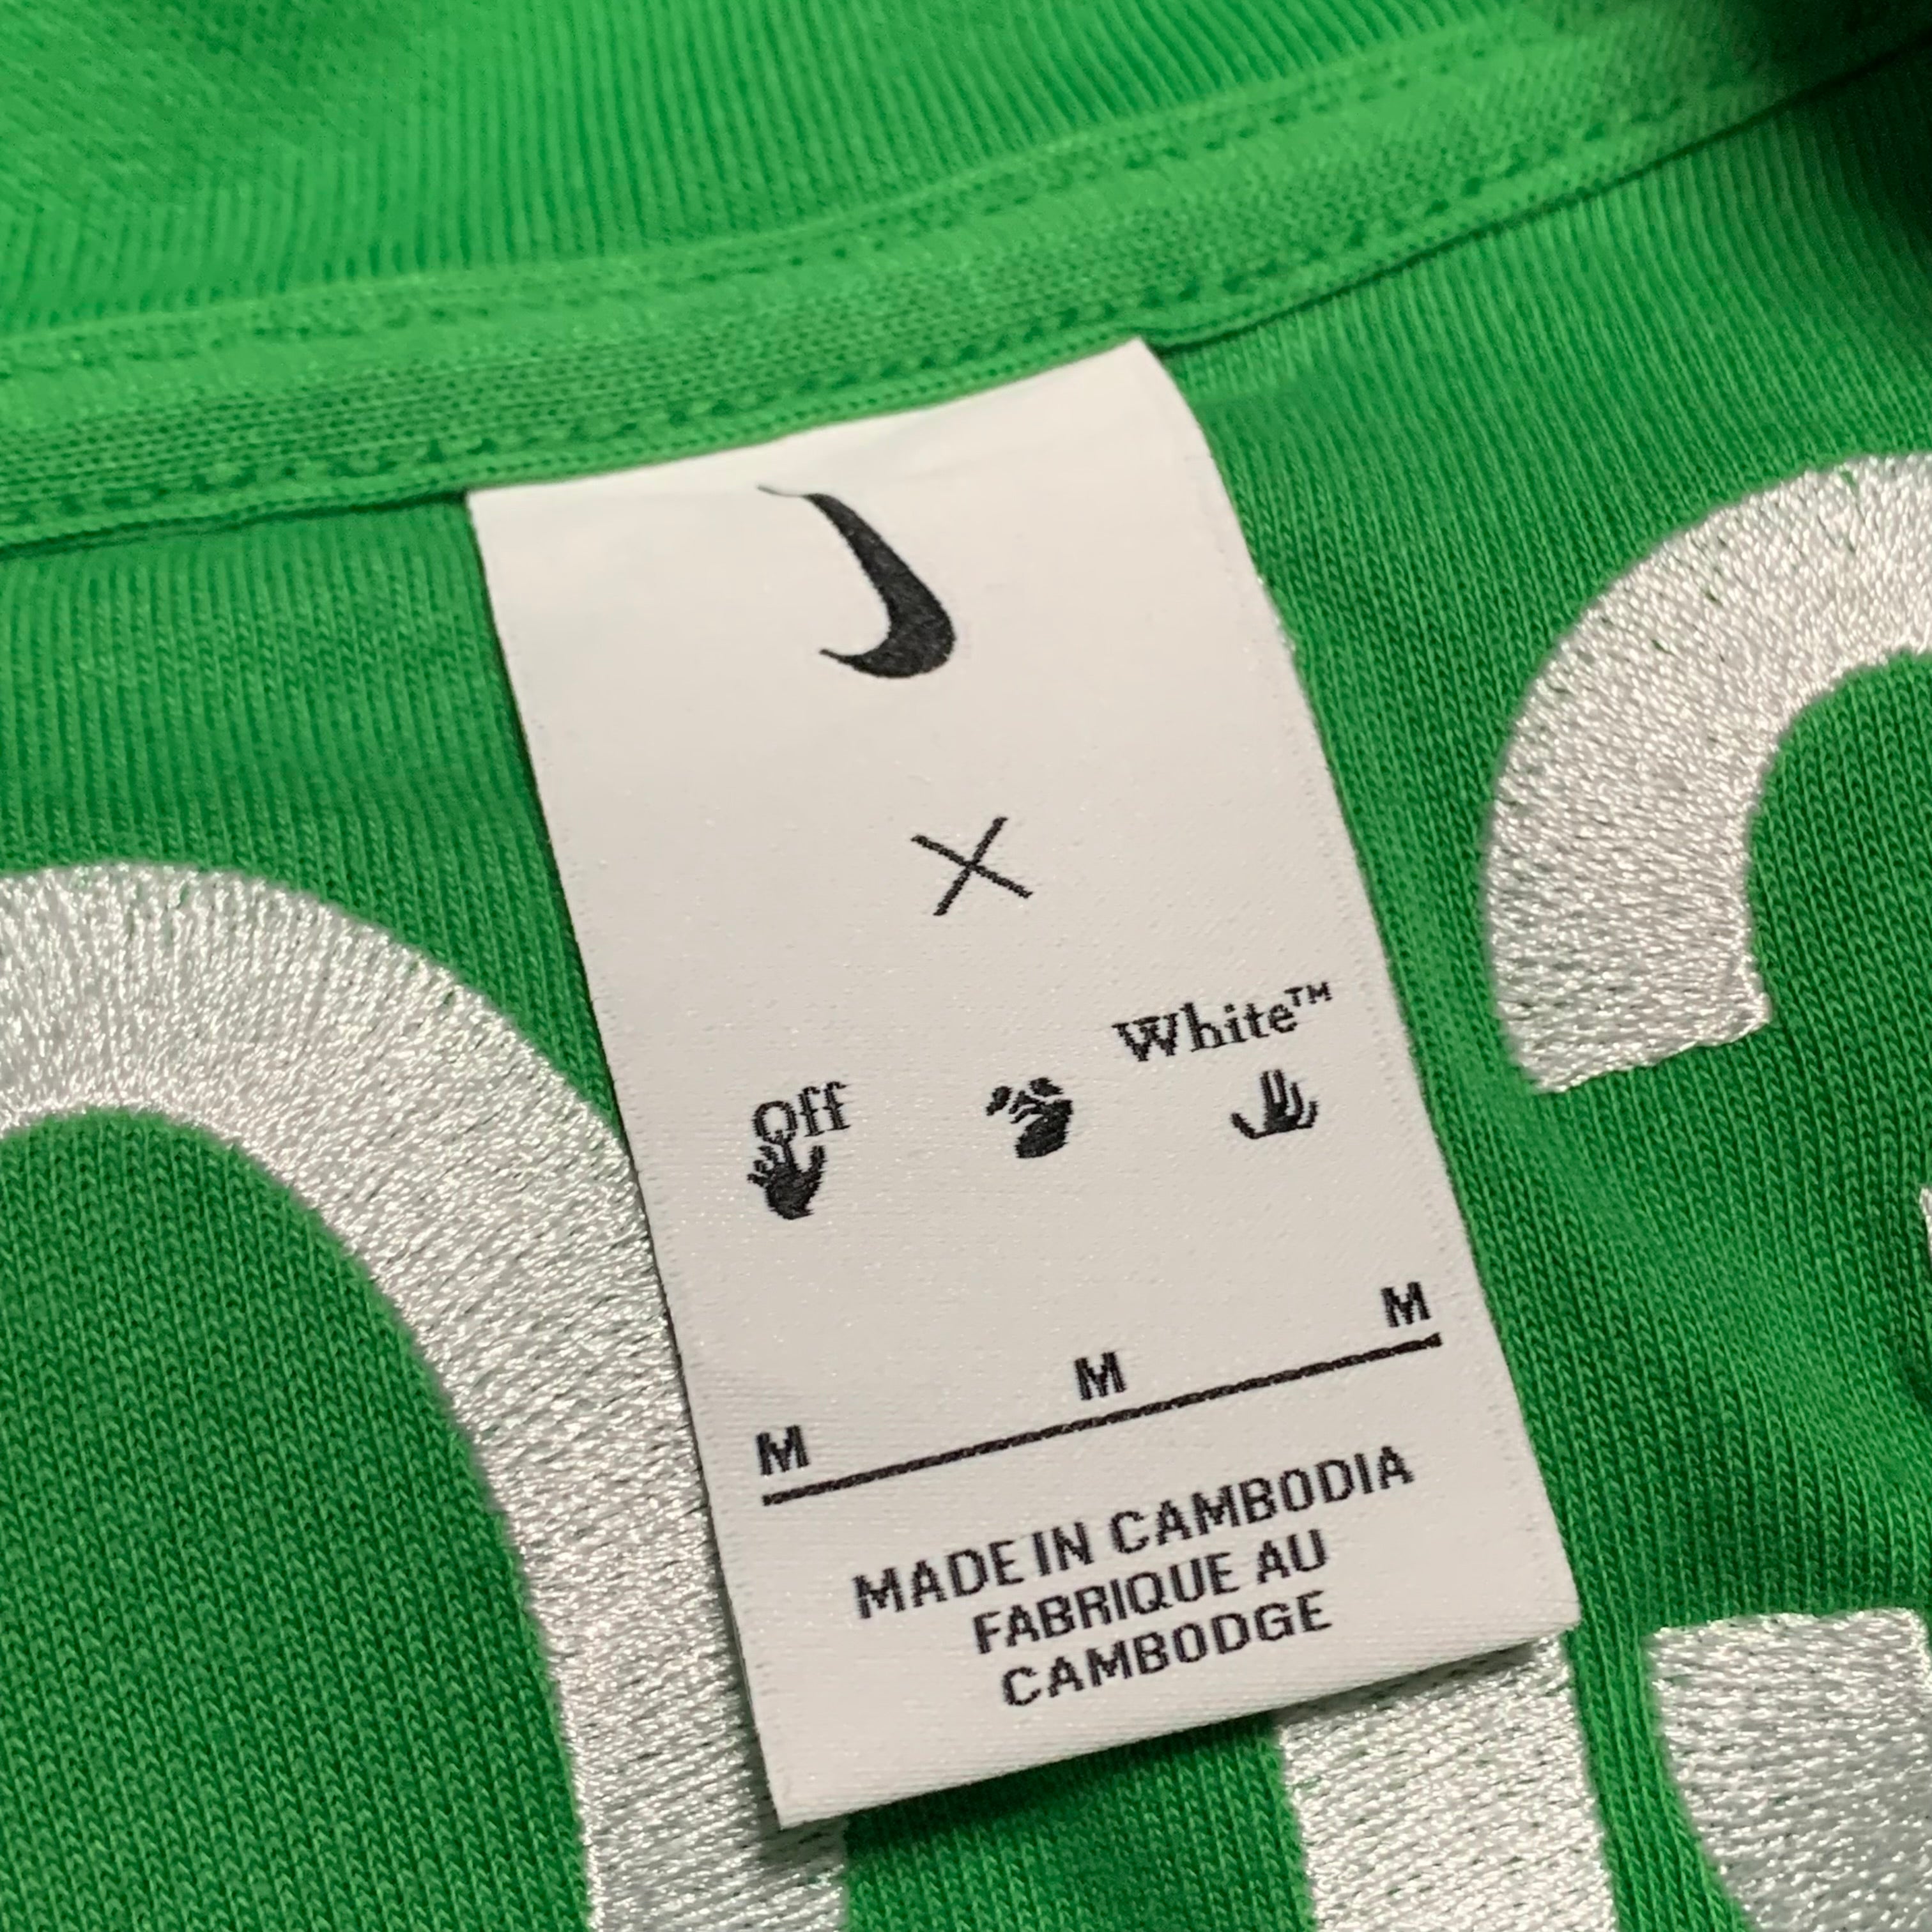 X
Off White™
M M M
MADE IN CAMBODIA
FABRIQUE AU
CAMBODGE